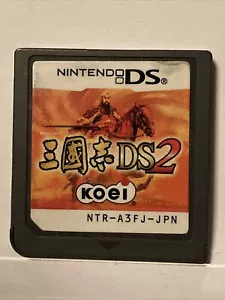 NINTENDO DS
三國志DS2
KOEI
NTR-A3FJ-JPN